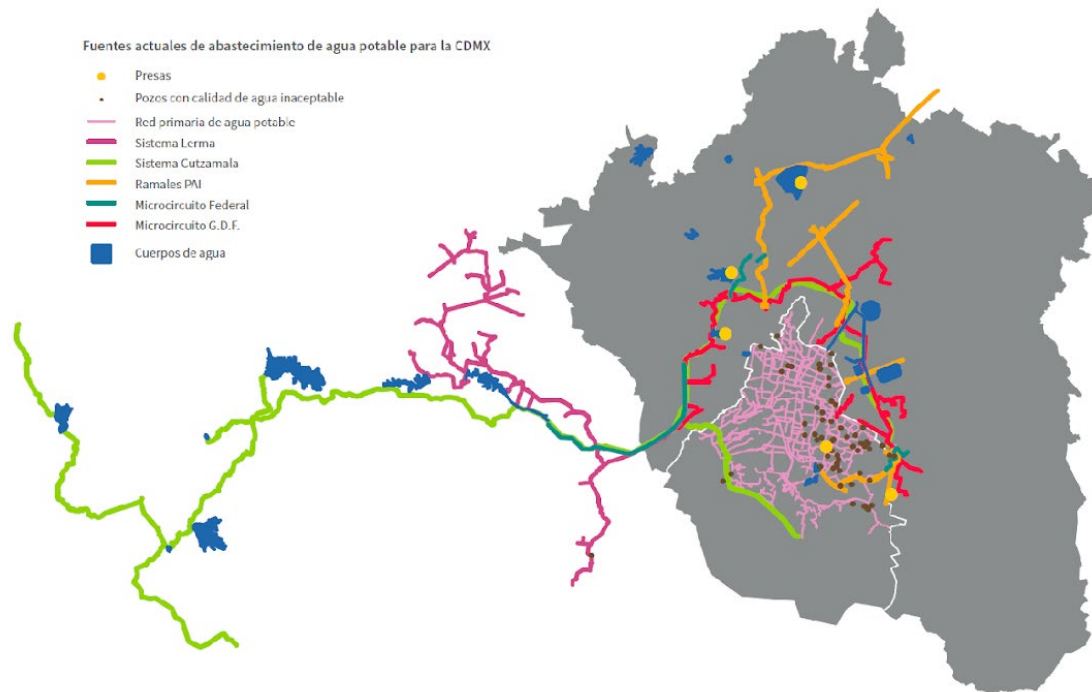 Fuentes actuales de abastecimiento de agua potable para la CDMX
Presas
Pozos con calidad de agua inaceptable
Red primaria de agua potable
Sistema Lerma
Sistema Cutzamala
Ramales PAI
Microcircuito Federal
Microcircuito G.D.F.
Cuerpos de agua